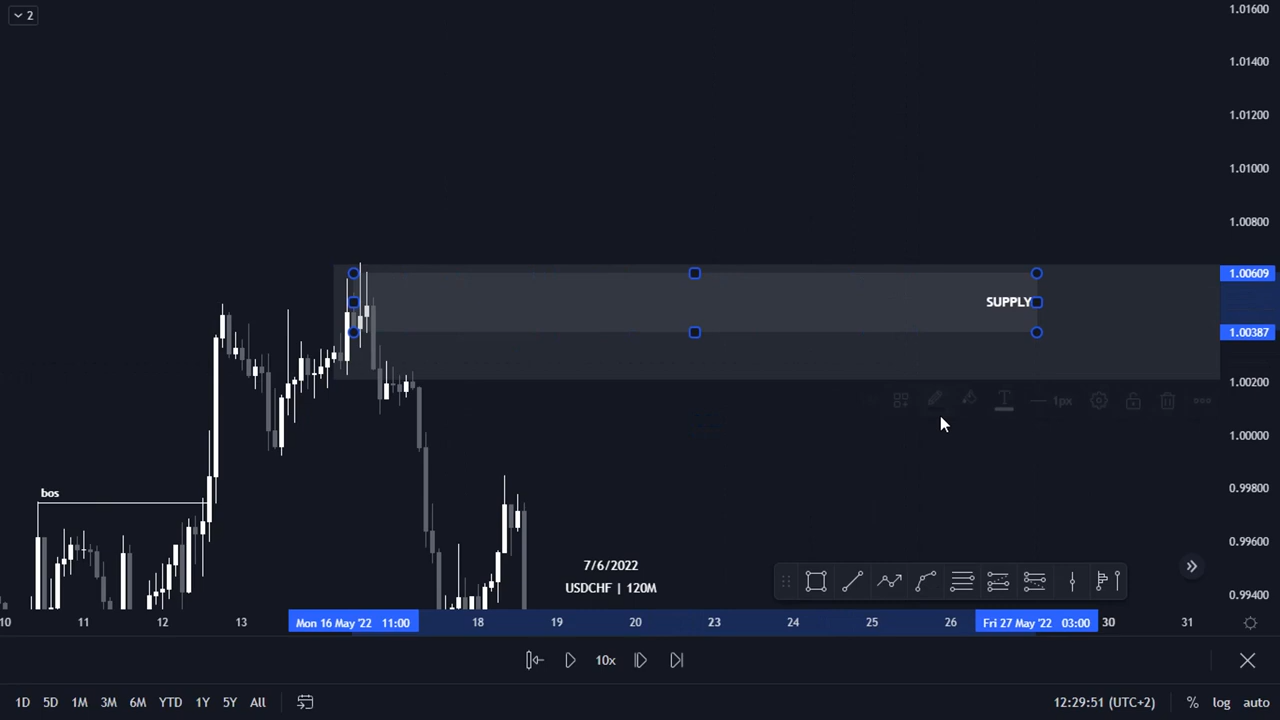 2
1.01600
1.01400
1.01200
1.01000
1.00800
1.00609
SUPPLY
1.00387
1.00200
1px
1.00000
0.99800
bos
0.99600
7/6/2022
USDCHF | 120M
0.99400
10 11 12 13 Mon 16 May '22 11:00 18 19 20 23 24 25 26 Fri 27 May '22 03:00 30 31
10x
1D 5D 1M 3M 6M YTD 1Y 5Y All 12:29:51 (UTC+2) % log auto